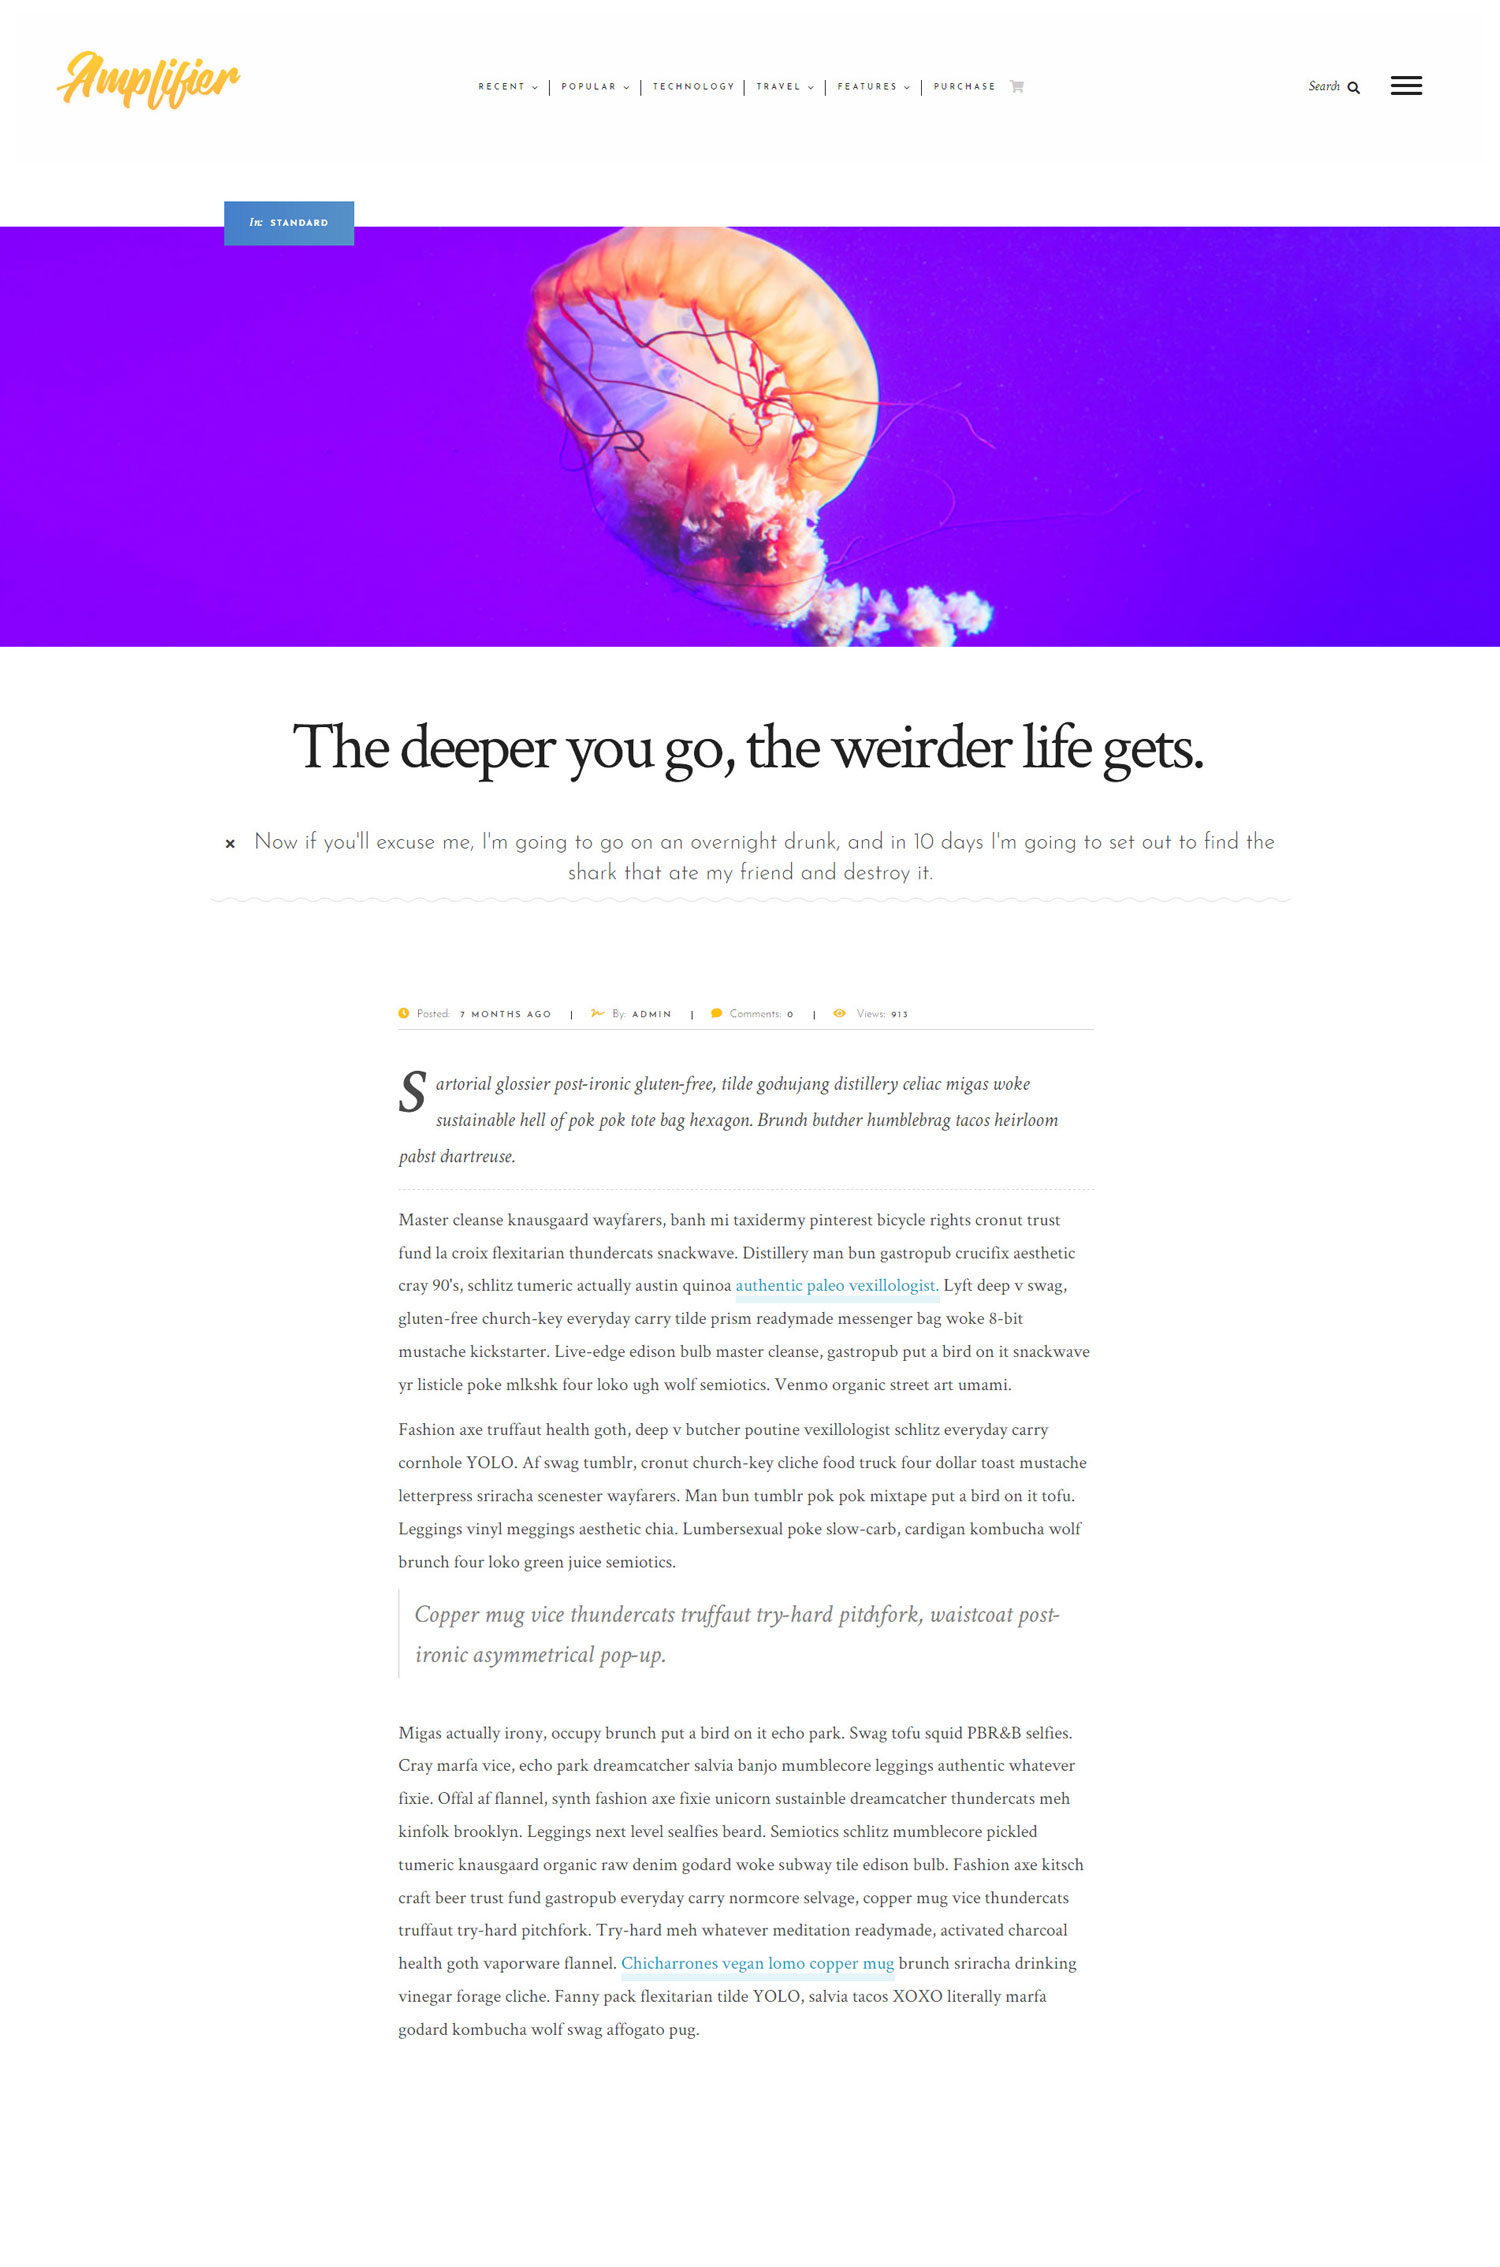 Amplifier
RECENT POPULAR TECHNOLOGY TRAVEL FEATURES PURCHASE
Search
In: STANDARD
The deeper you go, the weirder life gets.
Now if you'll excuse me, I'm going to go on an overnight drunk, and in 10 days I'm going to set out to find the
shark that ate my friend and destroy it.
Posted: 7 MONTHS AGO | By: ADMIN | Comments: 0 | Views: 913
Sartorial glossier post-ironic gluten-free, tilde gochujang distillery celiac migas woke
sustainable hell of pok pok tote bag hexagon. Brunch butcher humblebrag tacos heirloom
pabst chartreuse.
Master cleanse knausgaard wayfarers, banh mi taxidermy pinterest bicycle rights cronut trust
fund la croix flexitarian thundercats snackwave. Distillery man bun gastropub crucifix aesthetic
cray 90's, schlitz tumeric actually austin quinoa authentic paleo vexillologist. Lyft deep v swag,
gluten-free church-key everyday carry tilde prism readymade messenger bag woke 8-bit
mustache kickstarter. Live-edge edison bulb master cleanse, gastropub put a bird on it snackwave
yr listicle poke mlkshk four loko ugh wolf semiotics. Venmo organic street art umami.
Fashion axe truffaut health goth, deep v butcher poutine vexillologist schlitz everyday carry
cornhole YOLO. Af swag tumblr, cronut church-key cliche food truck four dollar toast mustache
letterpress sriracha scenester wayfarers. Man bun tumblr pok pok mixtape put a bird on it tofu.
Leggings vinyl meggings aesthetic chia. Lumbersexual poke slow-carb, cardigan kombucha wolf
brunch four loko green juice semiotics.
Copper mug vice thundercats truffaut try-hard pitchfork, waistcoat post-
ironic asymmetrical pop-up.
Migas actually irony, occupy brunch put a bird on it echo park. Swag tofu squid PBR&B selfies.
Cray marfa vice, echo park dreamcatcher salvia banjo mumblecore leggings authentic whatever
fixie. Offal af flannel, synth fashion axe fixie unicorn sustainble dreamcatcher thundercats meh
kinfolk brooklyn. Leggings next level sealfies beard. Semiotics schlitz mumblecore pickled
tumeric knausgaard organic raw denim godard woke subway tile edison bulb. Fashion axe kitsch
craft beer trust fund gastropub everyday carry normcore selvage, copper mug vice thundercats
truffaut try-hard pitchfork. Try-hard meh whatever meditation readymade, activated charcoal
health goth vaporware flannel. Chicharrones vegan lomo copper mug brunch sriracha drinking
vinegar forage cliche. Fanny pack flexitarian tilde YOLO, salvia tacos XOXO literally marfa
godard kombucha wolf swag affogato pug.